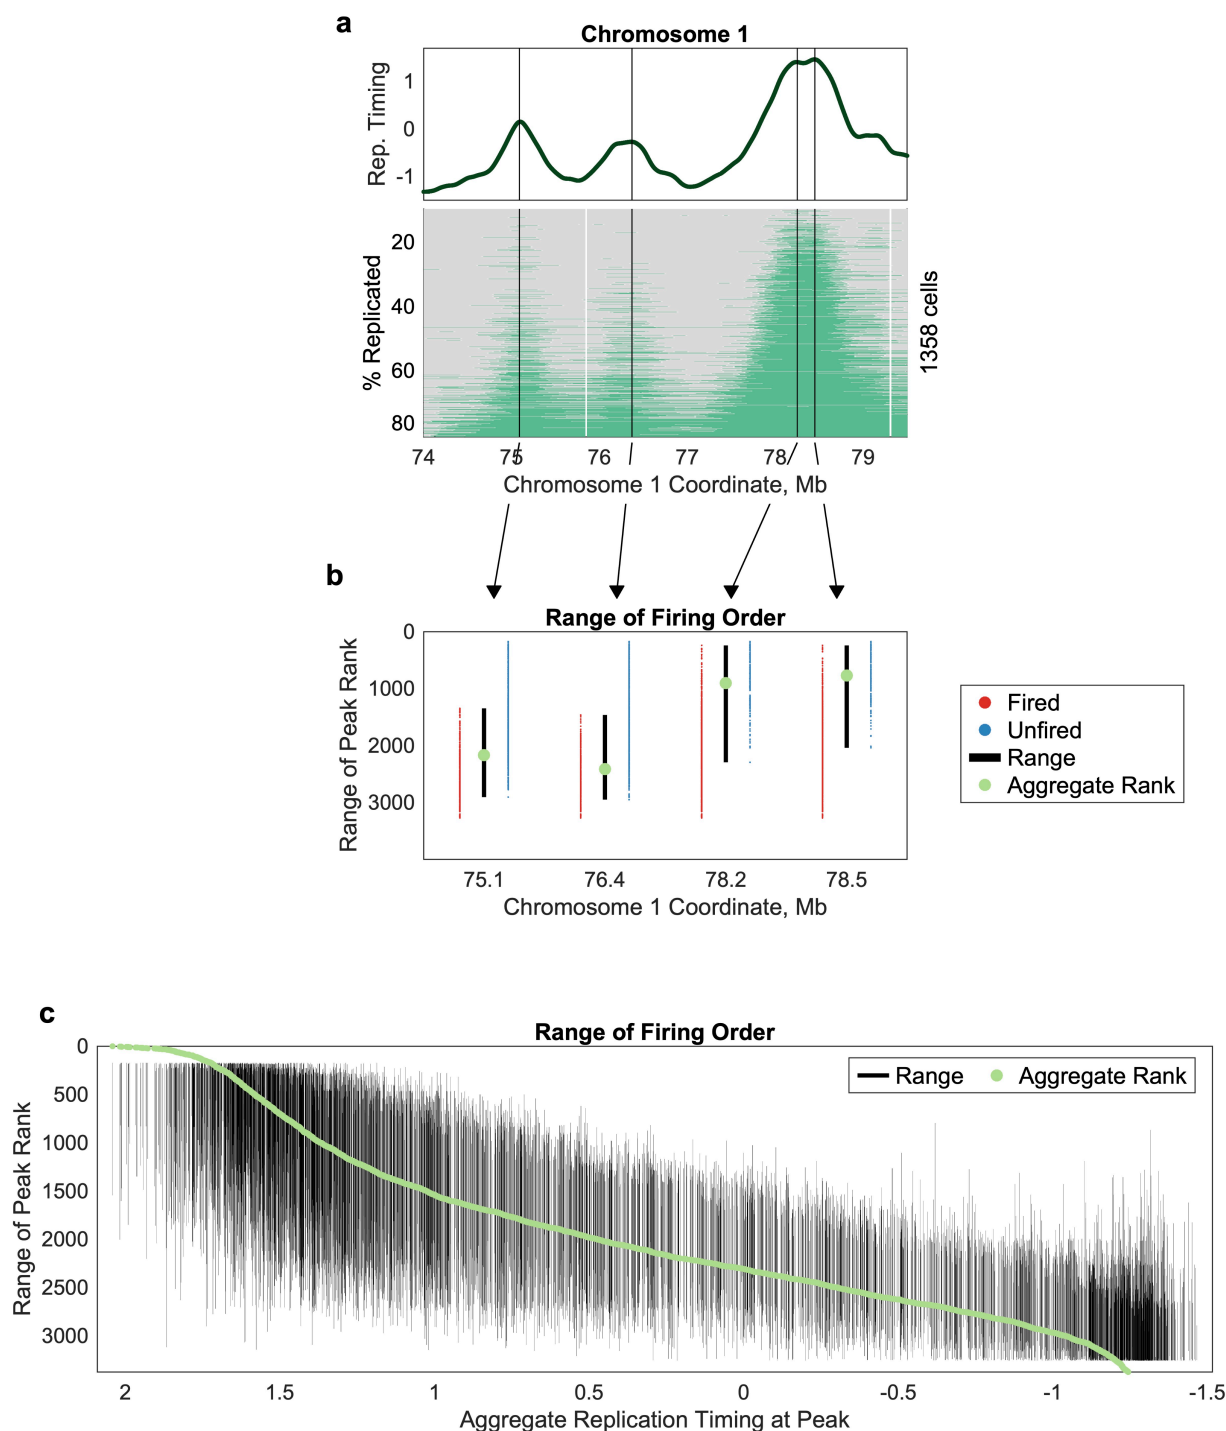 a
Chromosome 1
Rep. Timing
1
0
-1
% Replicated
20
40
60
80
1358 cells
74 75 76 77 78 79
Chromosome 1 Coordinate, Mb
b
Range of Firing Order
Range of Peak Rank
0
1000
2000
3000
75.1 76.4 78.2 78.5
Chromosome 1 Coordinate, Mb
Fired
Unfired
Range
Aggregate Rank
c
Range of Firing Order
Range of Peak Rank
0
500
1000
1500
2000
2500
3000
Range Aggregate Rank
2 1.5 1 0.5 0 -0.5 -1 -1.5
Aggregate Replication Timing at Peak